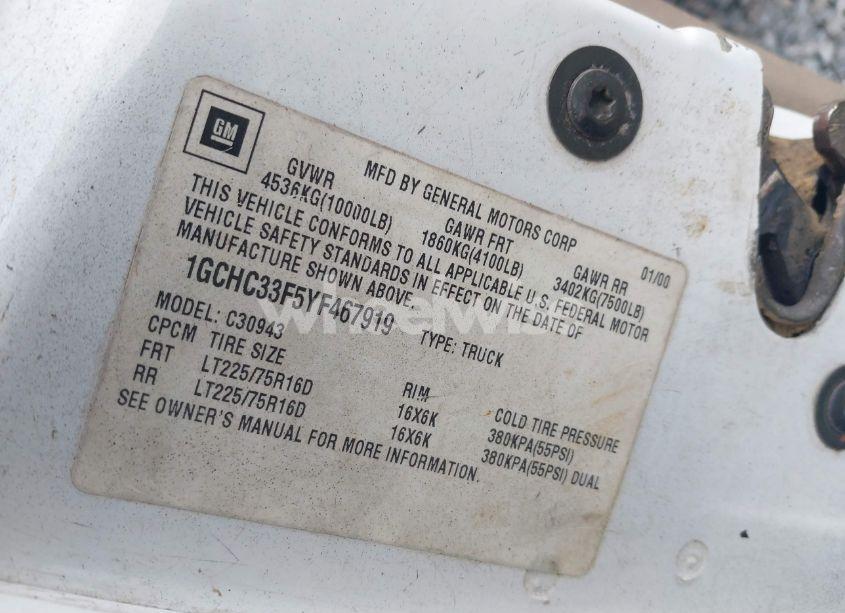 GM
MFD BY GENERAL MOTORS CORP 01/00
GVWR GAWR FRT GAWR RR
4536KG(10000LB) 1860KG(4100LB) 3402KG(7500LB)
THIS VEHICLE CONFORMS TO ALL APPLICABLE U.S. FEDERAL MOTOR
VEHICLE SAFETY STANDARDS IN EFFECT ON THE DATE OF
MANUFACTURE SHOWN ABOVE.
1GCHC33F5YF467919 TYPE: TRUCK
MODEL: C30943
CPCM TIRE SIZE RIM COLD TIRE PRESSURE
FRT LT225/75R16D 16X6K 380KPA(55PSI)
RR LT225/75R16D 16X6K 380KPA(55PSI) DUAL
SEE OWNER'S MANUAL FOR MORE INFORMATION.